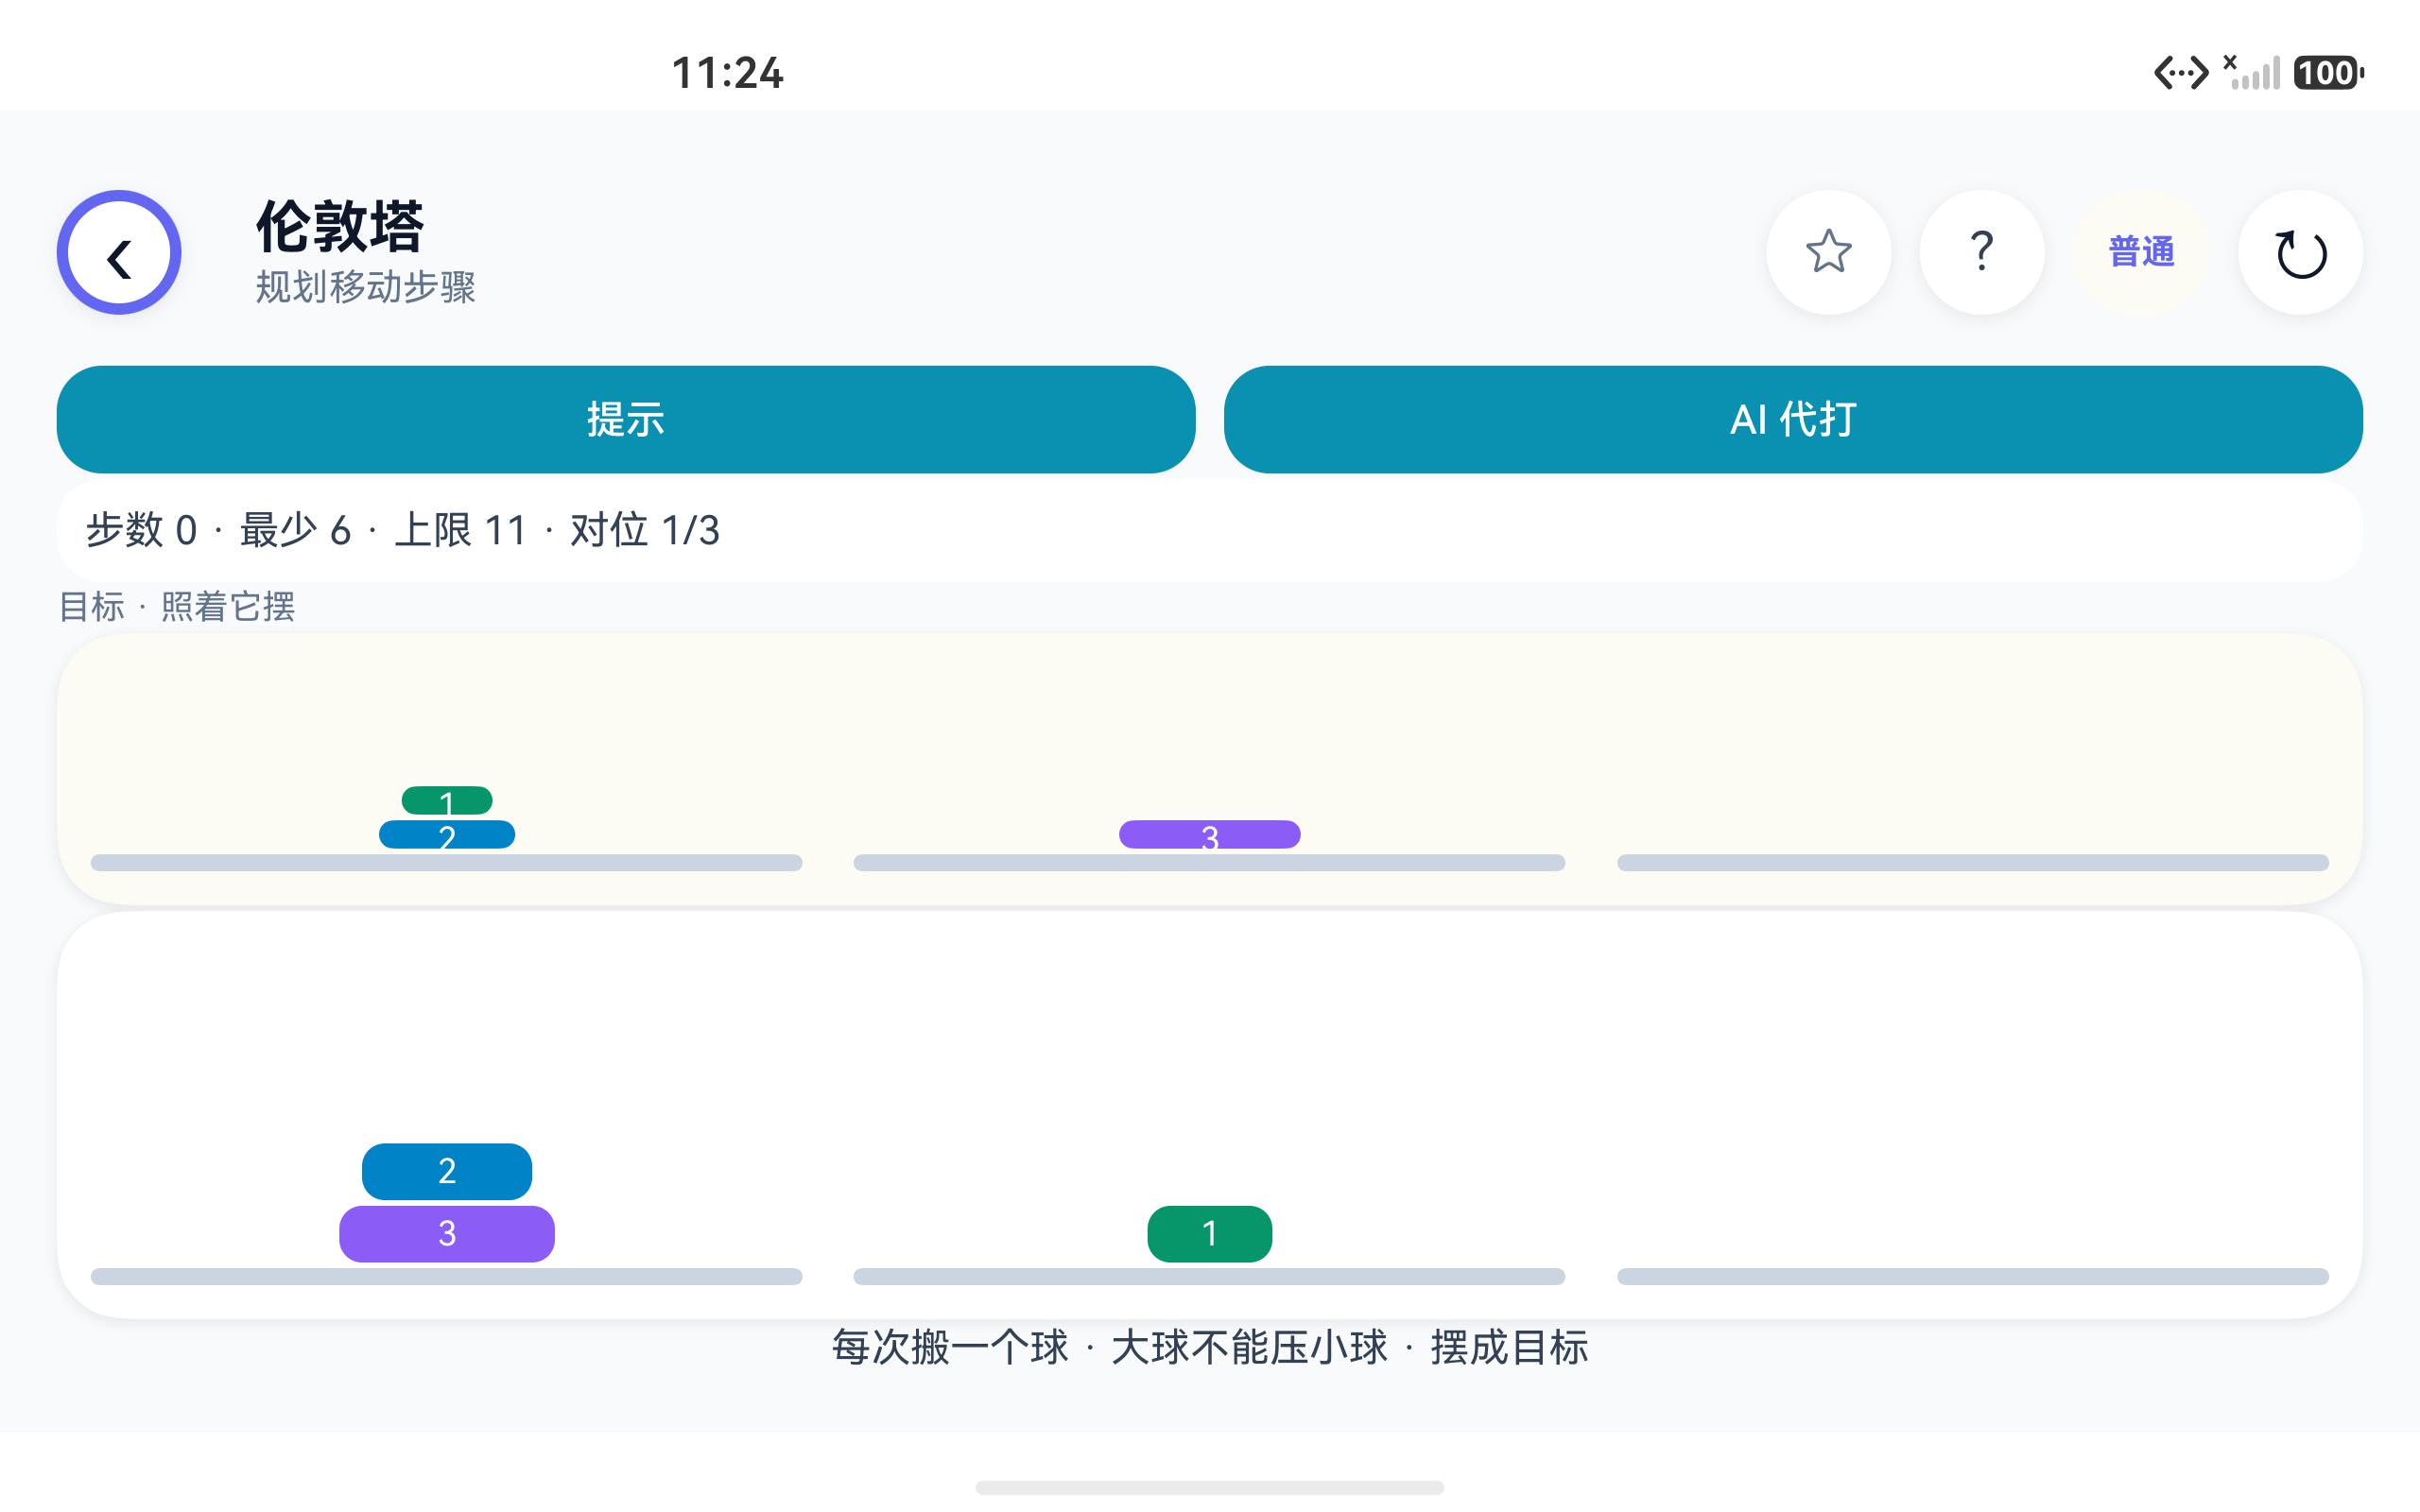 11:24
100
伦敦塔
规划移动步骤
?
普通
提示
AI 代打
步数 0 · 最少 6 · 上限 11 · 对位 1/3
目标 · 照着它摆
1
2
3
2
3
1
每次搬一个球 · 大球不能压小球 · 摆成目标